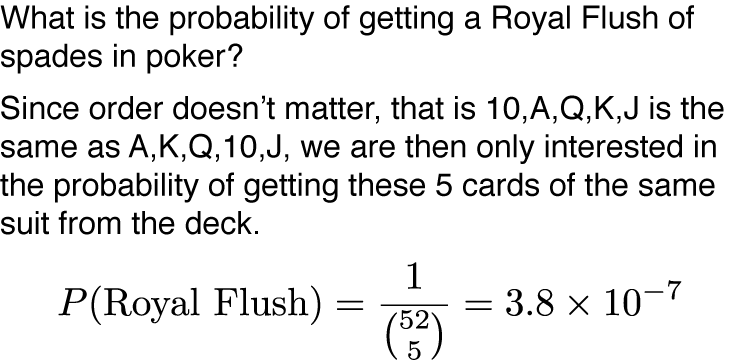 What is the probability of getting a Royal Flush of
spades in poker?
Since order doesn’t matter, that is 10,A,Q,K,J is the
same as A,K,Q,10,J, we are then only interested in
the probability of getting these 5 cards of the same
suit from the deck.
P(Royal Flush) = \frac{1}{\binom{52}{5}} = 3.8 × 10^{-7}